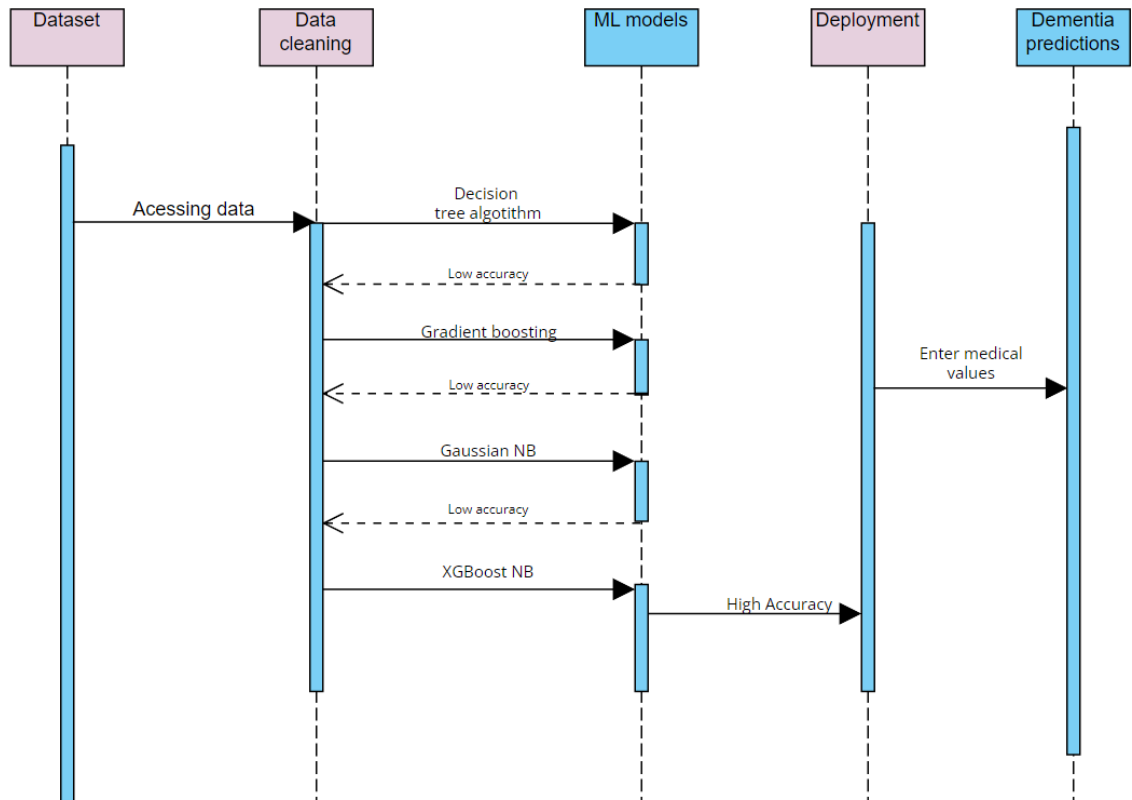 Dataset
Data
cleaning
ML models
Deployment
Dementia
predictions
Acessing data
Decision
tree algotithm
Low accuracy
Gradient boosting
Enter medical
values
Low accuracy
Gaussian NB
Low accuracy
XGBoost NB
High Accuracy